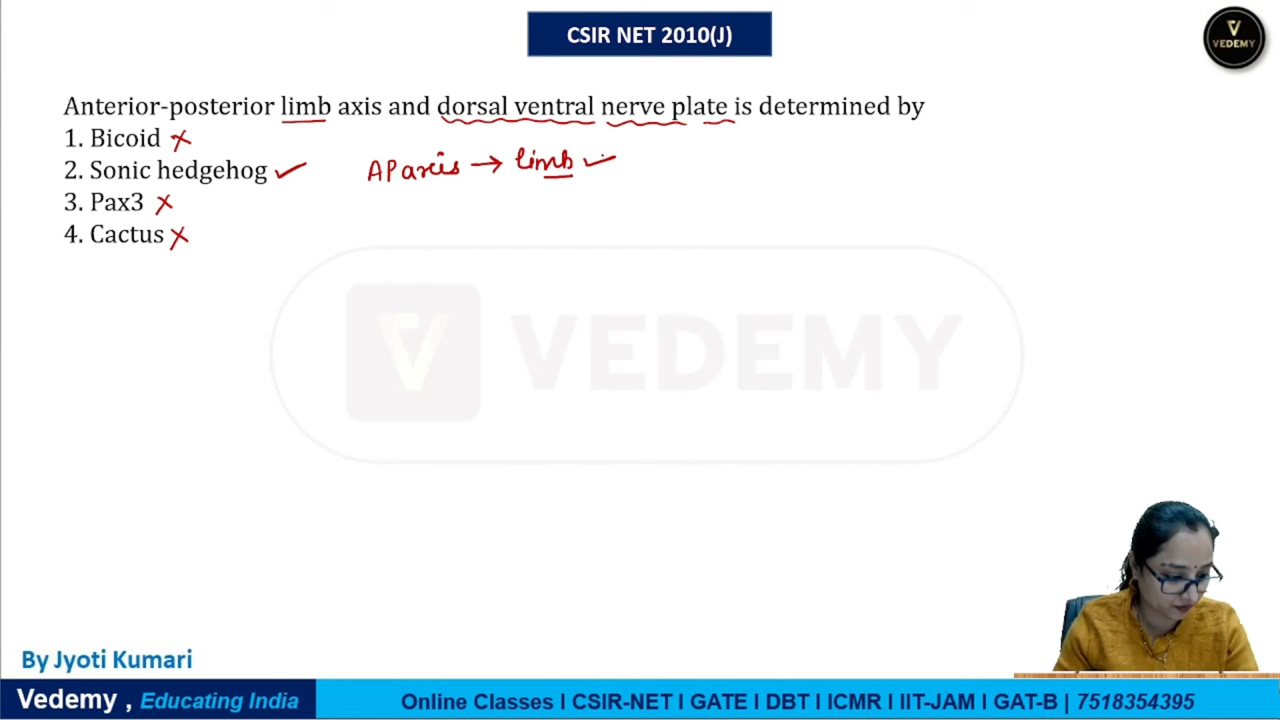 CSIR NET 2010(J)
VEDEMY
Anterior-posterior limb axis and dorsal ventral nerve plate is determined by
1. Bicoid
2. Sonic hedgehog
AP axis → limb
3. Pax3
4. Cactus
VEDEMY
By Jyoti Kumari
Vedemy , Educating India
Online Classes I CSIR-NET I GATE I DBT I ICMR I IIT-JAM I GAT-B | 7518354395